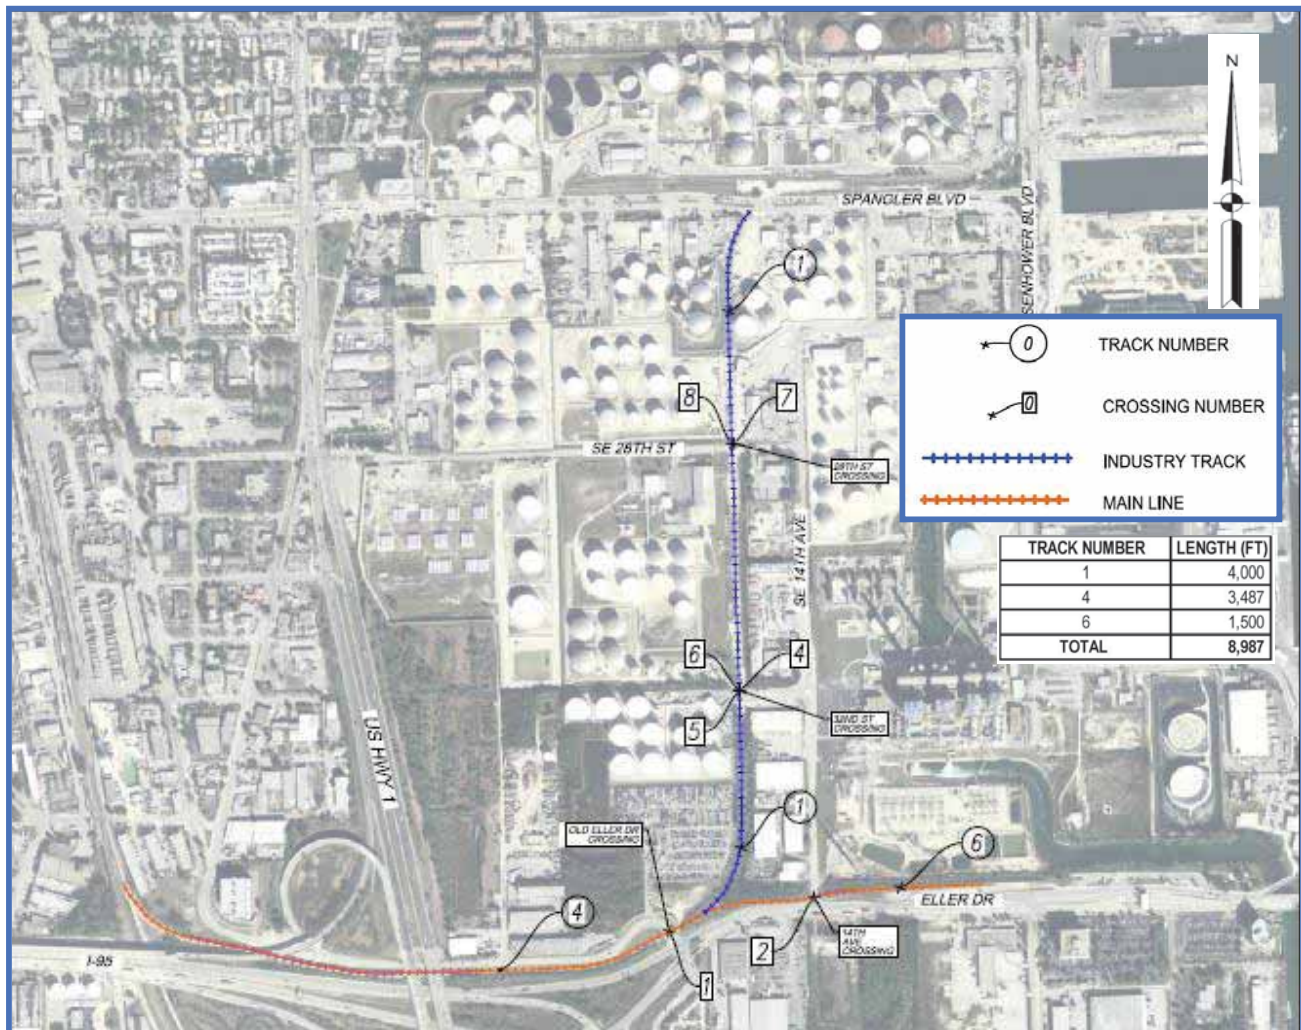 N
SPANGLER BLVD
SENHOWER BLVD
1
0
TRACK NUMBER
0
CROSSING NUMBER
INDUSTRY TRACK
MAIN LINE
8
7
SE 28TH ST
28TH ST
CROSSING
SE 14TH AVE
TRACK NUMBER LENGTH (FT)
1 4,000
4 3,487
6 1,500
TOTAL 8,987
6
4
5
32ND ST
CROSSING
US HWY 1
1
OLD ELLER DR
CROSSING
6
ELLER DR
4
2
14TH
AVE
CROSSING
I-95
1